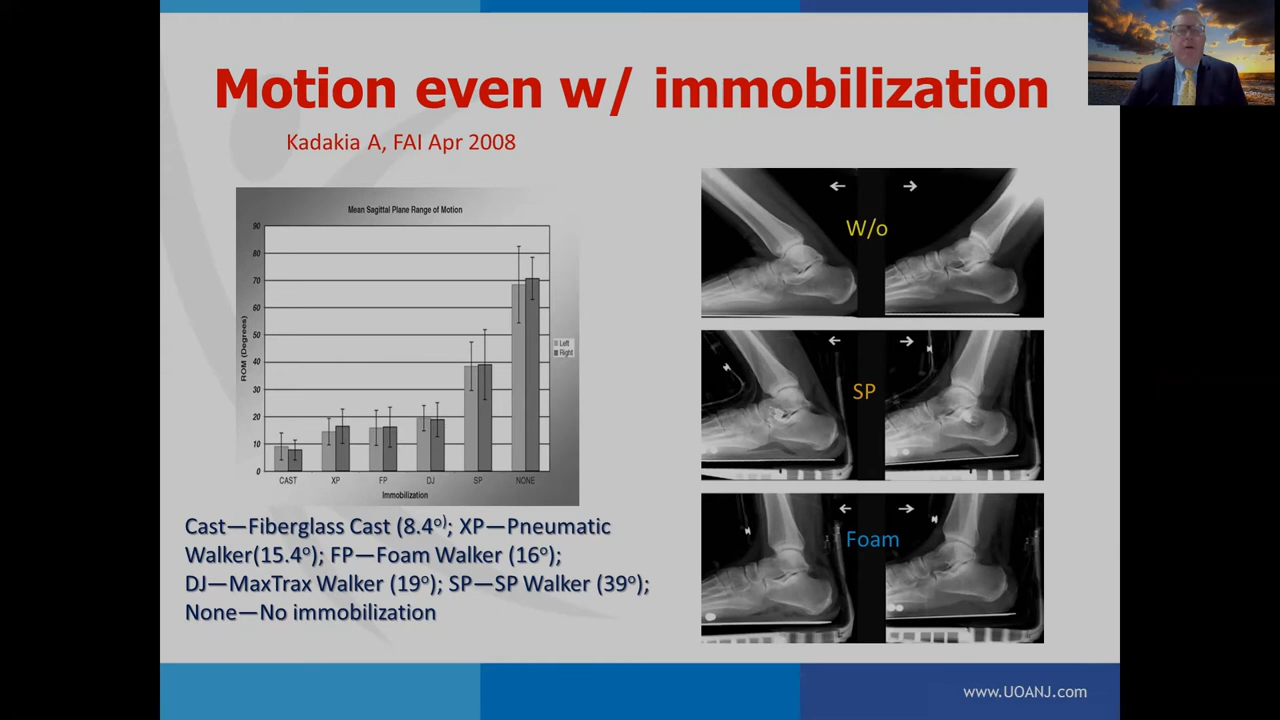 Motion even w/ immobilization
Kadakia A, FAI Apr 2008
Mean Sagittal Plane Range of Motion
ROM (Degrees)
90
80
70
60
50
40
30
20
10
0
CAST XP FP DJ SP NONE
Immobilization
Left
Right
Cast—Fiberglass Cast (8.4º); XP—Pneumatic
Walker(15.4º); FP—Foam Walker (16º);
DJ—MaxTrax Walker (19º); SP—SP Walker (39º);
None—No immobilization
← →
W/o
← →
SP
← →
Foam
www.UOANJ.com